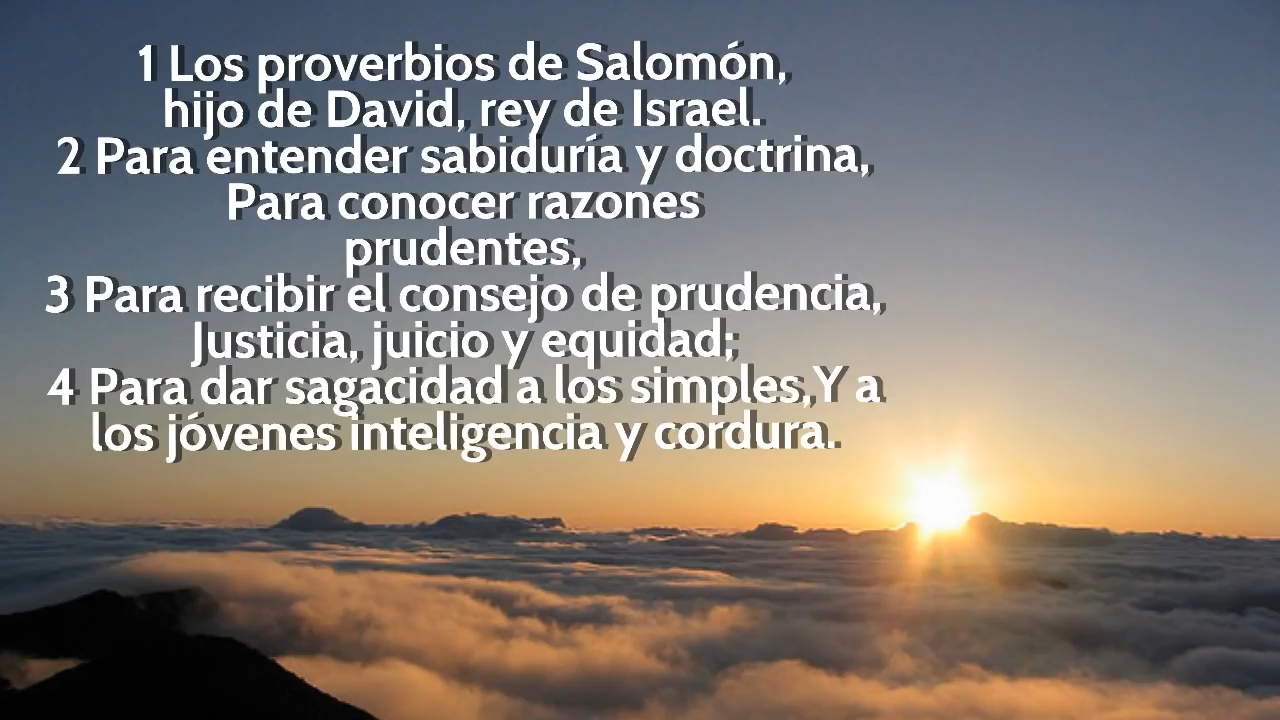 1 Los proverbios de Salomón,
hijo de David, rey de Israel.
2 Para entender sabiduría y doctrina,
Para conocer razones
prudentes,
3 Para recibir el consejo de prudencia,
Justicia, juicio y equidad;
4 Para dar sagacidad a los simples,Y a
los jóvenes inteligencia y cordura.